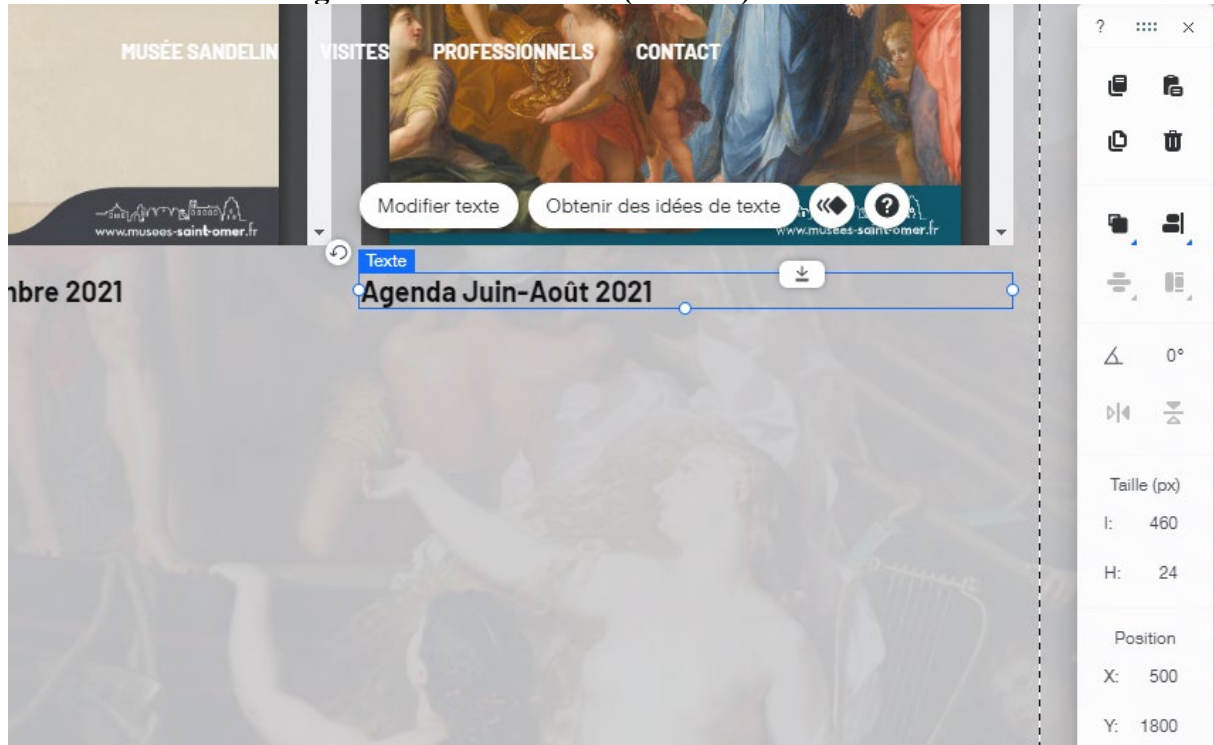 MUSÉE SANDELIN VISITES PROFESSIONNELS CONTACT
?
Modifier texte
Obtenir des idées de texte
?
www.musees-saint-omer.fr
www.musees-saint-omer.fr
Texte
nbre 2021
Agenda Juin-Août 2021
0°
Taille (px)
l: 460
H: 24
Position
X: 500
Y: 1800